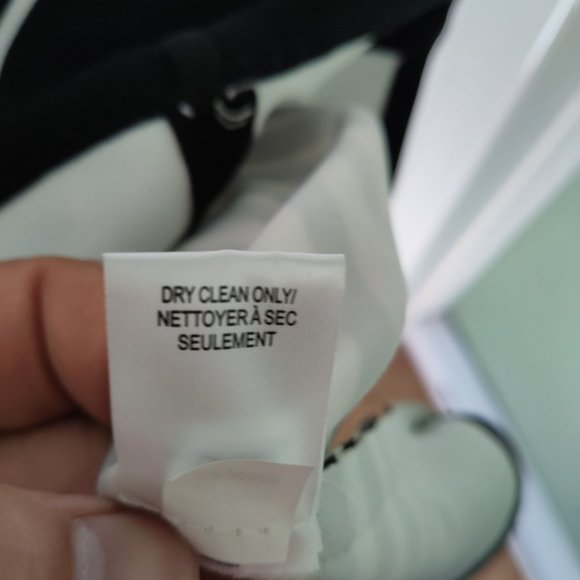 DRY CLEAN ONLY/
NETTOYER À SEC
SEULEMENT